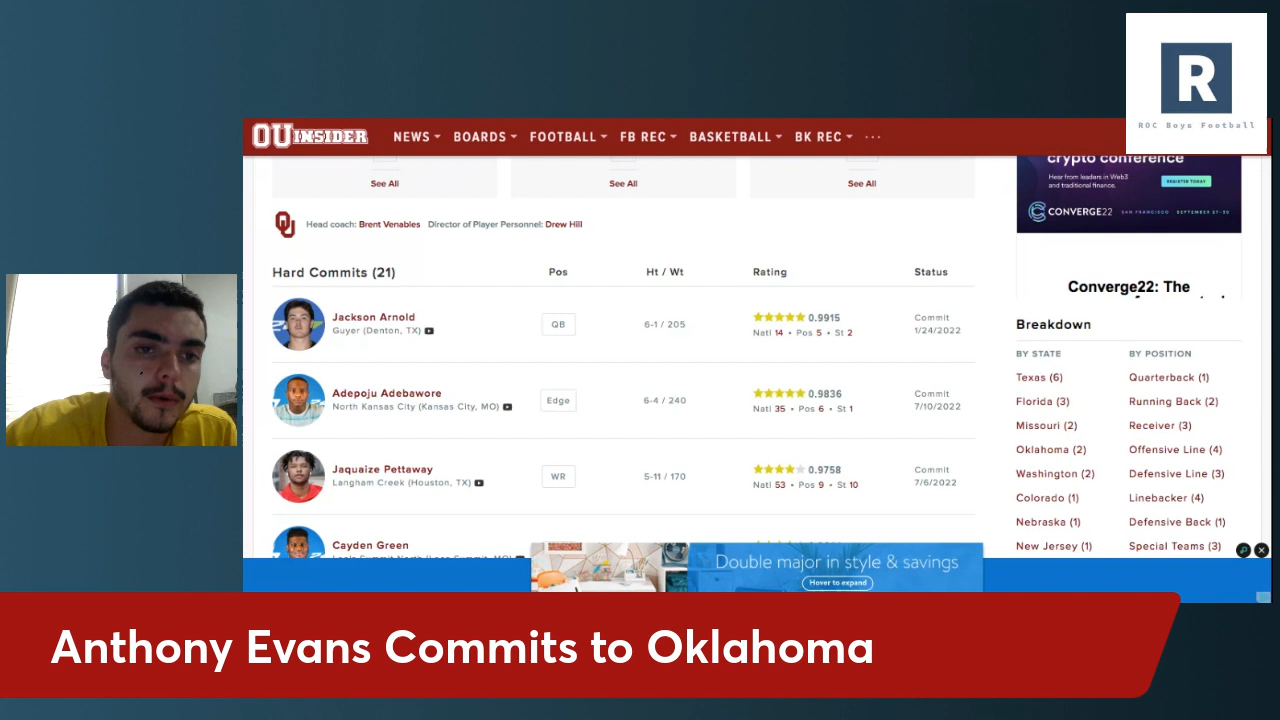 R
ROC Boys Football
OU INSIDER
NEWS
BOARDS
FOOTBALL
FB REC
BASKETBALL
BK REC
...
See All
See All
See All
crypto conference
Hear from leaders in Web3
and traditional finance.
REGISTER TODAY
CONVERGE22 SAN FRANCISCO SEPTEMBER 27-30
OU
Head coach: Brent Venables Director of Player Personnel: Drew Hill
Hard Commits (21) Pos Ht / Wt Rating Status
Jackson Arnold
Guyer (Denton, TX)
QB
6-1 / 205
0.9915
Natl 14 • Pos 5 • St 2
Commit
1/24/2022
Adepoju Adebawore
North Kansas City (Kansas City, MO)
Edge
6-4 / 240
0.9836
Natl 35 • Pos 6 • St 1
Commit
7/10/2022
Jaquaize Pettaway
Langham Creek (Houston, TX)
WR
5-11 / 170
0.9758
Natl 53 • Pos 9 • St 10
Commit
7/6/2022
Cayden Green
Converge22: The
Breakdown
BY STATE
Texas (6)
Florida (3)
Missouri (2)
Oklahoma (2)
Washington (2)
Colorado (1)
Nebraska (1)
New Jersey (1)
BY POSITION
Quarterback (1)
Running Back (2)
Receiver (3)
Offensive Line (4)
Defensive Line (3)
Linebacker (4)
Defensive Back (1)
Special Teams (3)
Double major in style & savings
Hover to expand
Anthony Evans Commits to Oklahoma